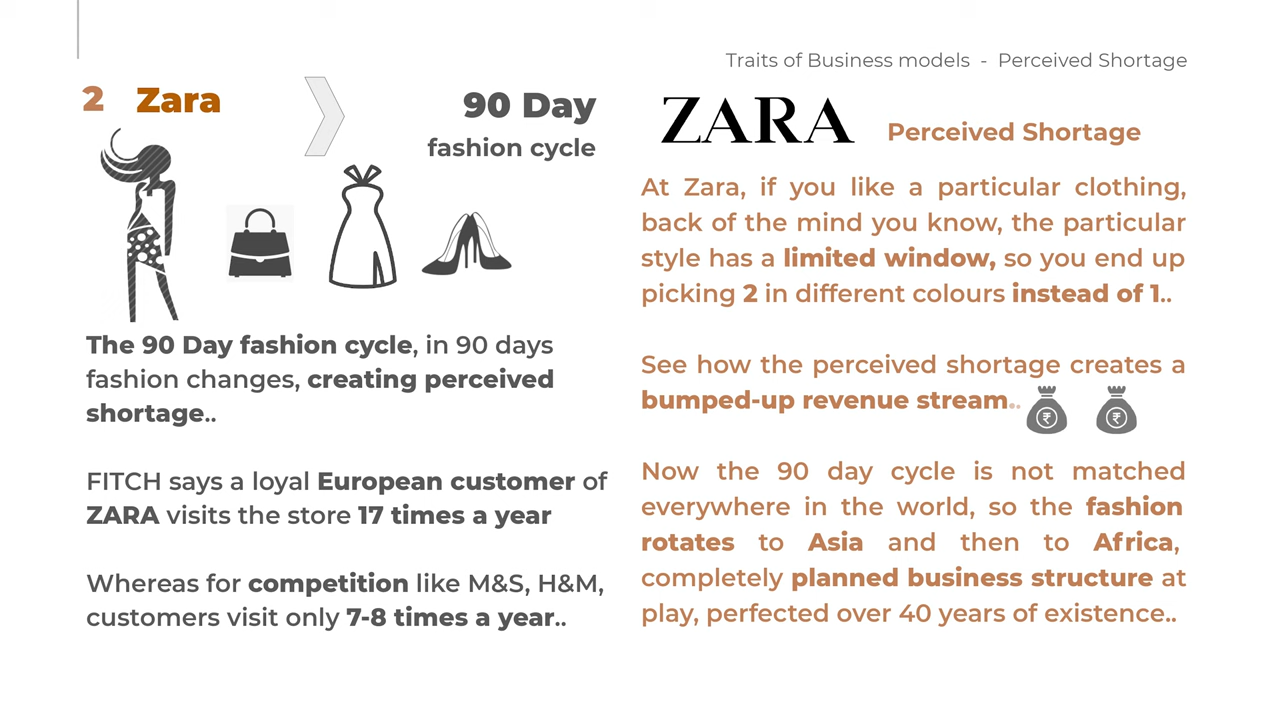 Traits of Business models - Perceived Shortage
2 Zara
90 Day
fashion cycle
The 90 Day fashion cycle, in 90 days
fashion changes, creating perceived
shortage..
FITCH says a loyal European customer of
ZARA visits the store 17 times a year
Whereas for competition like M&S, H&M,
customers visit only 7-8 times a year..
ZARA
Perceived Shortage
At Zara, if you like a particular clothing,
back of the mind you know, the particular
style has a limited window, so you end up
picking 2 in different colours instead of 1..
See how the perceived shortage creates a
bumped-up revenue stream..
₹ ₹
Now the 90 day cycle is not matched
everywhere in the world, so the fashion
rotates to Asia and then to Africa,
completely planned business structure at
play, perfected over 40 years of existence..